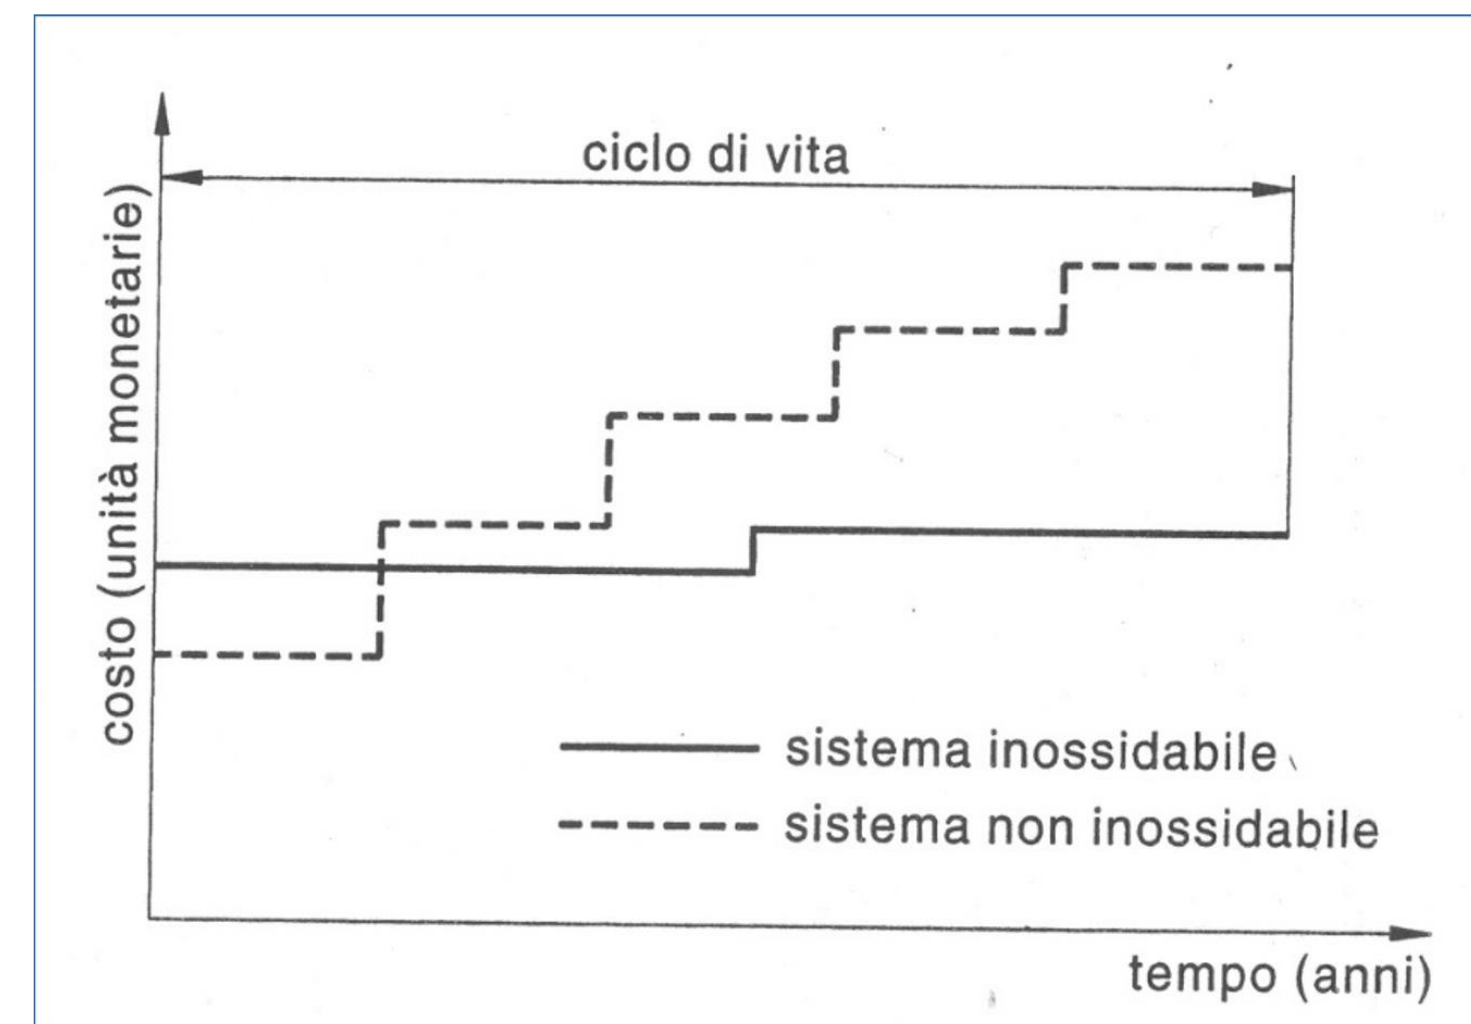 ciclo di vita
costo (unità monetarie)
sistema inossidabile
sistema non inossidabile
tempo (anni)